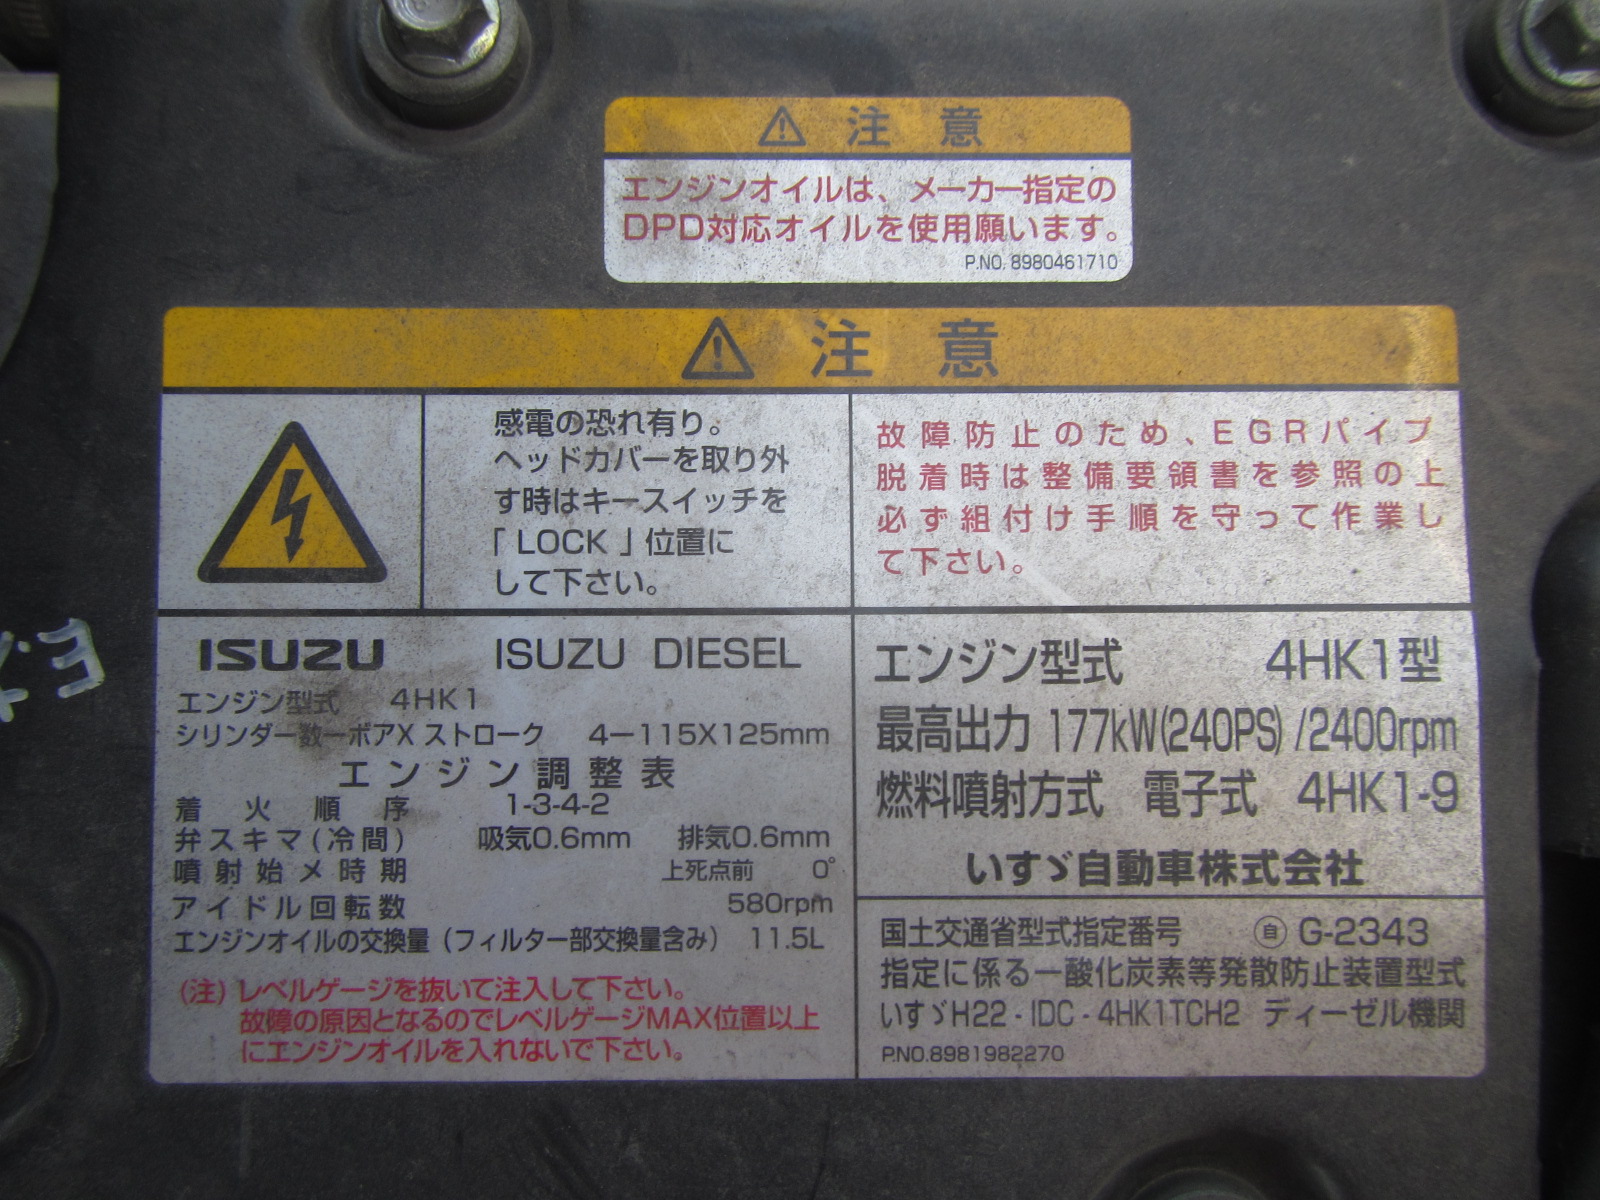 注 意
エンジンオイルは、メーカー指定の
DPD対応オイルを使用願います。
P.NO. 8980461710
注 意
感電の恐れ有り。
ヘッドカバーを取り外
す時はキースイッチを
「 LOCK 」位置に
して下さい。
故障防止のため、EGRパイプ
脱着時は整備要領書を参照の上
必ず組付け手順を守って作業し
て下さい。
ISUZU ISUZU DIESEL
エンジン型式 4HK1
シリンダー数ーボアX ストローク 4ー115X125mm
エンジン調整表
着火順序 1-3-4-2
弁スキマ(冷間) 吸気0.6mm 排気0.6mm
噴射始メ時期 上死点前 0°
アイドル回転数 580rpm
エンジンオイルの交換量(フィルター部交換量含み) 11.5L
(注) レベルゲージを抜いて注入して下さい。
故障の原因となるのでレベルゲージMAX位置以上
にエンジンオイルを入れないで下さい。
エンジン型式 4HK1型
最高出力 177kW(240PS) /2400rpm
燃料噴射方式 電子式 4HK1-9
いすゞ自動車株式会社
国土交通省型式指定番号 ㊐ G-2343
指定に係る一酸化炭素等発散防止装置型式
いすゞH22 - IDC - 4HK1TCH2 ディーゼル機関
P.NO.8981982270